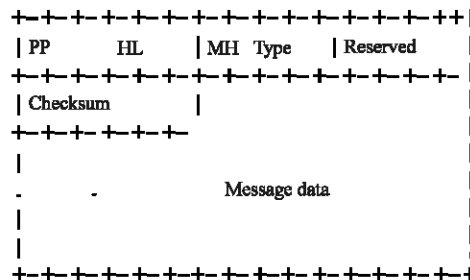 +-+-+-+-+-+-+-+-+-+-+-+-+-+-++
| PP HL | MH Type | Reserved |
+-+-+-+-+-+-+-+-+-+-+-+-+-+-+-
| Checksum |
+-+-+-+-+-+-
|
. . Message data
|
|
+-+-+-+-+-+-+-+-+-+-+-+-+-+-+-+